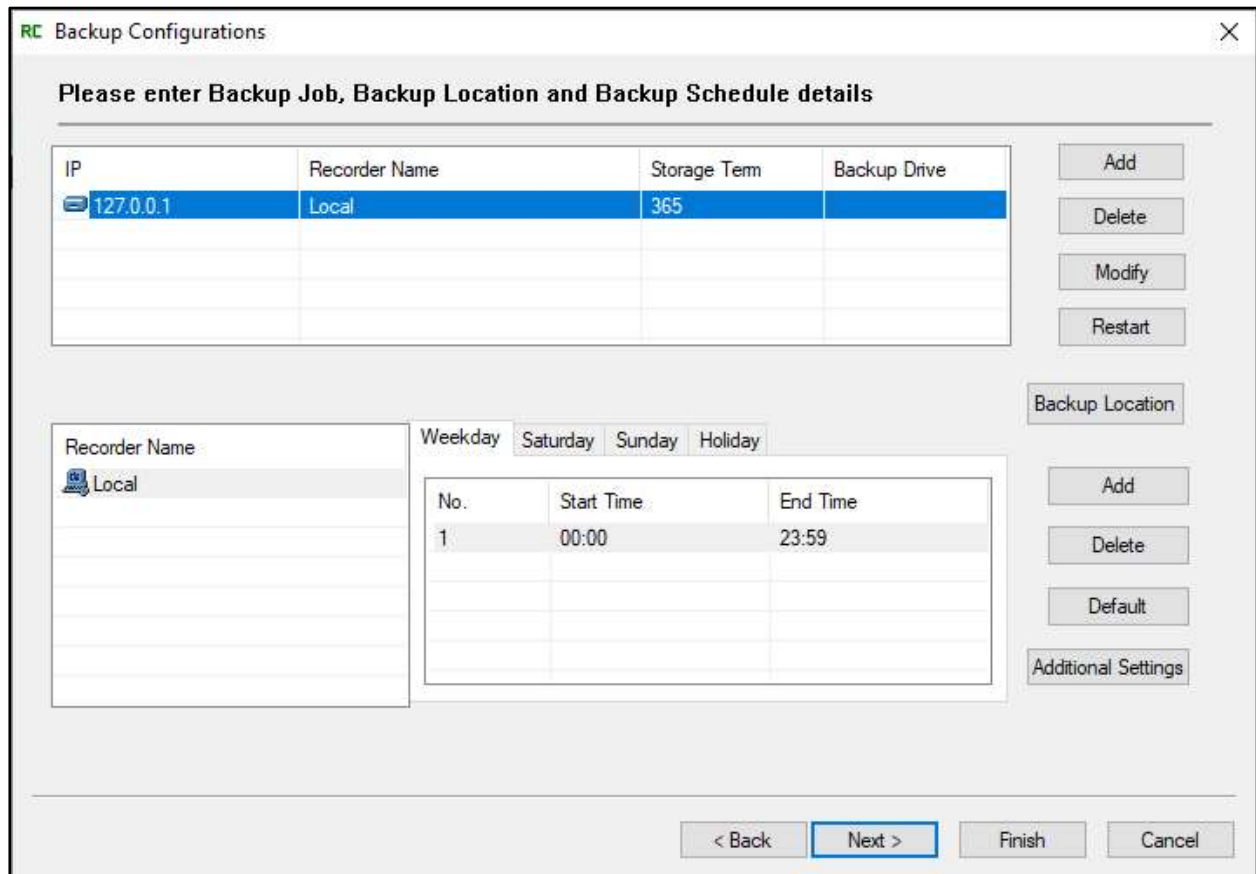 RC Backup Configurations
Please enter Backup Job, Backup Location and Backup Schedule details
IP Recorder Name Storage Term Backup Drive
127.0.0.1 Local 365
Add
Delete
Modify
Restart
Backup Location
Recorder Name
Local
Weekday Saturday Sunday Holiday
No. Start Time End Time
1 00:00 23:59
Add
Delete
Default
Additional Settings
< Back Next > Finish Cancel